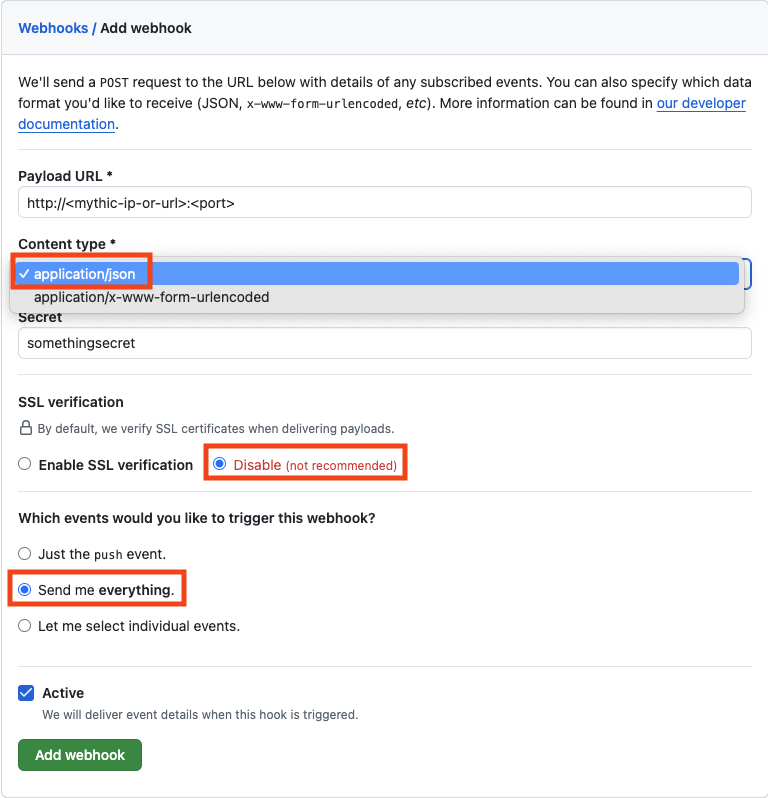 Webhooks / Add webhook
We'll send a POST request to the URL below with details of any subscribed events. You can also specify which data
format you'd like to receive (JSON, x-www-form-urlencoded, etc). More information can be found in our developer
documentation.
Payload URL *
http://<mythic-ip-or-url>:<port>
Content type *
✓ application/json
application/x-www-form-urlencoded
Secret
somethingsecret
SSL verification
By default, we verify SSL certificates when delivering payloads.
Enable SSL verification Disable (not recommended)
Which events would you like to trigger this webhook?
Just the push event.
Send me everything.
Let me select individual events.
Active
We will deliver event details when this hook is triggered.
Add webhook